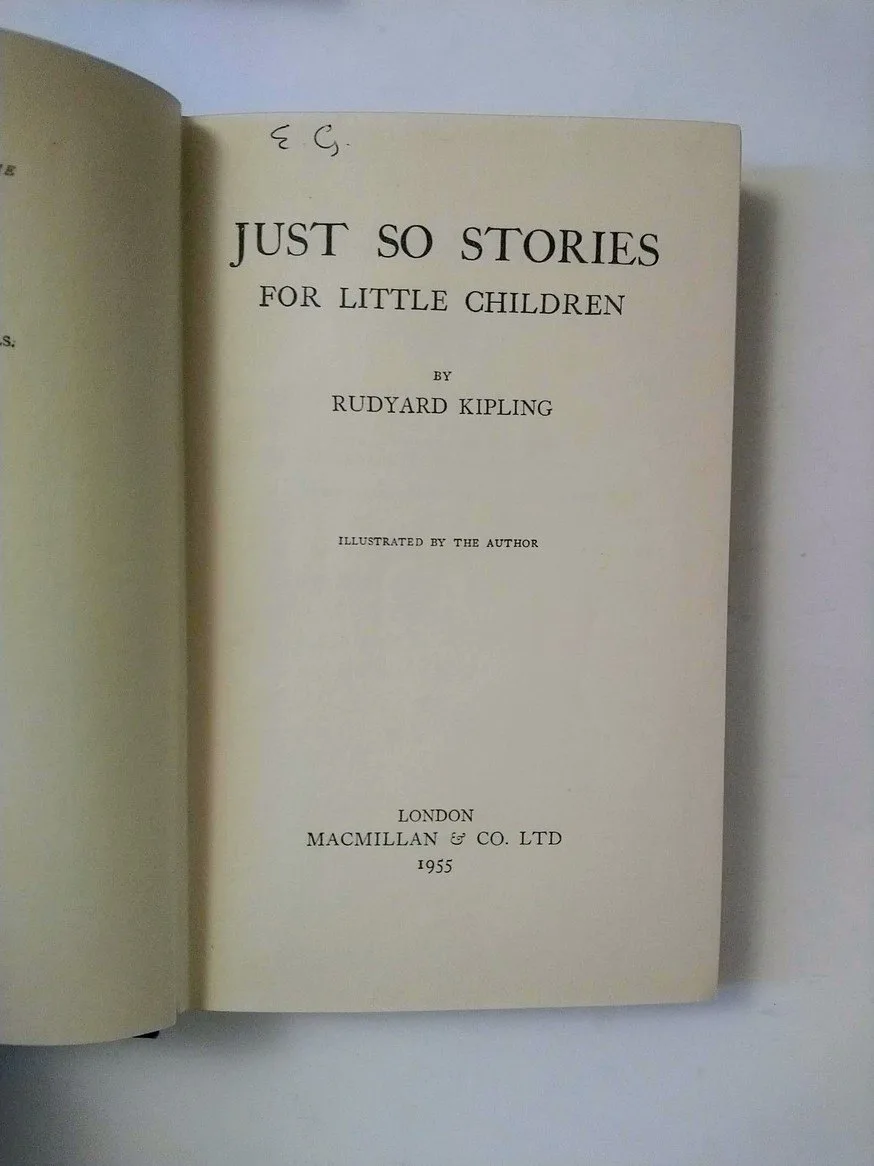 E G.
JUST SO STORIES
FOR LITTLE CHILDREN
BY
RUDYARD KIPLING
ILLUSTRATED BY THE AUTHOR
LONDON
MACMILLAN & CO. LTD
1955